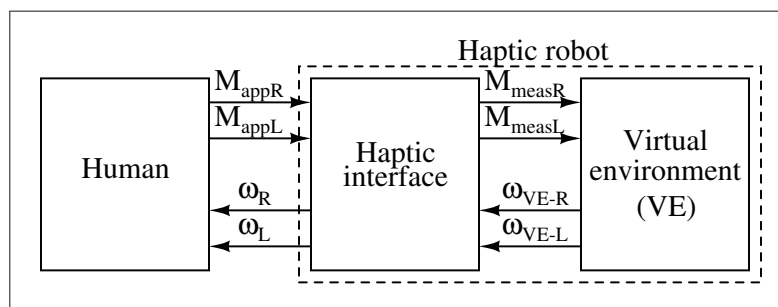 Haptic robot
M_appR
M_appL
M_measR
M_measL
Human
Haptic
interface
Virtual
environment
(VE)
ω_R
ω_L
ω_VE-R
ω_VE-L